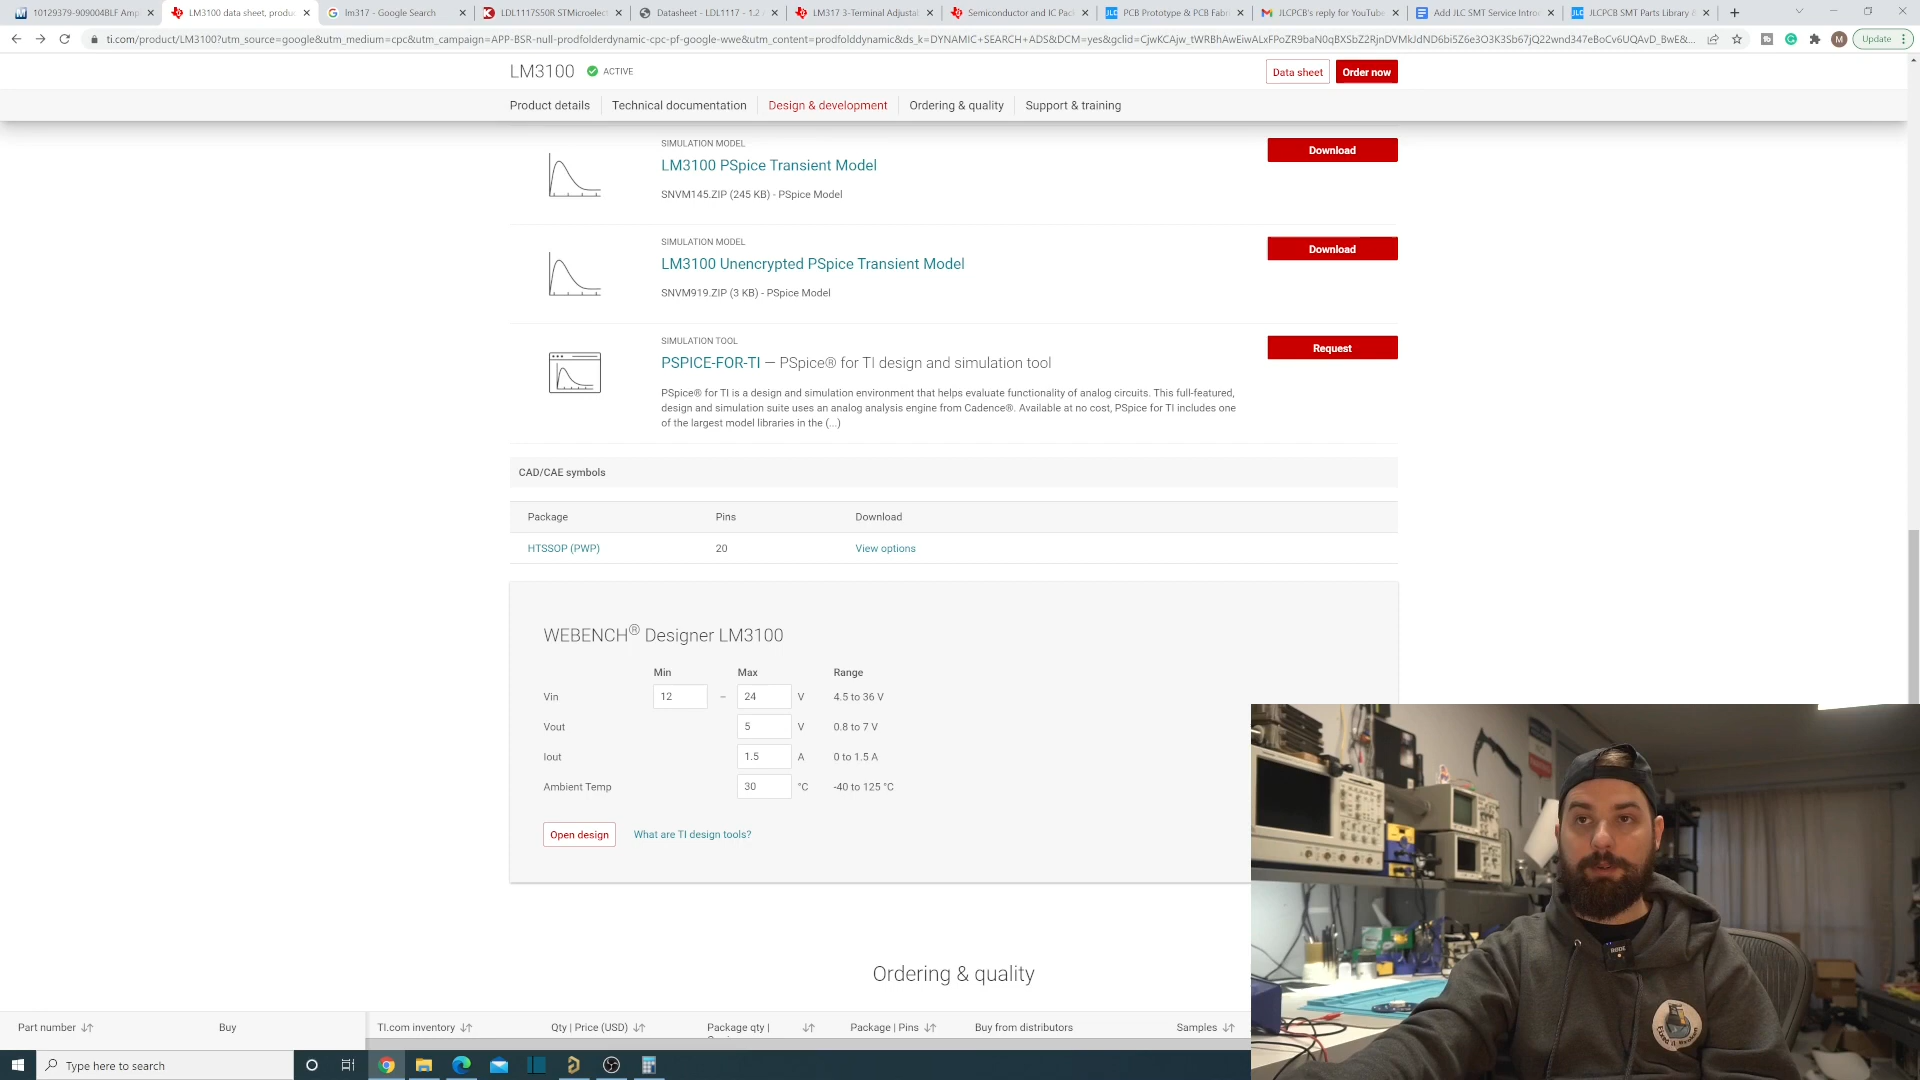 10129379-909004BLF Amp
LM3100 data sheet, produc
lm317 - Google Search
LDL1117S50R STMicroelect
Datasheet - LDL1117 - 1.2 A
LM317 3-Terminal Adjustab
Semiconductor and IC Pack
PCB Prototype & PCB Fabri
JLCPCB's reply for YouTube
Add JLC SMT Service Intro
JLCPCB SMT Parts Library &
Update
LM3100
ACTIVE
Data sheet
Order now
Product details
Technical documentation
Design & development
Ordering & quality
Support & training
SIMULATION MODEL
LM3100 PSpice Transient Model
SNVM145.ZIP (245 KB) - PSpice Model
Download
SIMULATION MODEL
LM3100 Unencrypted PSpice Transient Model
SNVM919.ZIP (3 KB) - PSpice Model
Download
SIMULATION TOOL
PSPICE-FOR-TI — PSpice® for TI design and simulation tool
PSpice® for TI is a design and simulation environment that helps evaluate functionality of analog circuits. This full-featured,
design and simulation suite uses an analog analysis engine from Cadence®. Available at no cost, PSpice for TI includes one
of the largest model libraries in the (...)
Request
CAD/CAE symbols
Package Pins Download
HTSSOP (PWP) 20 View options
WEBENCH® Designer LM3100
Min Max Range
Vin 12 – 24 V 4.5 to 36 V
Vout 5 V 0.8 to 7 V
Iout 1.5 A 0 to 1.5 A
Ambient Temp 30 °C -40 to 125 °C
Open design What are TI design tools?
Ordering & quality
Part number Buy TI.com inventory Qty | Price (USD) Package qty | Package | Pins Buy from distributors Samples
Type here to search
RODE